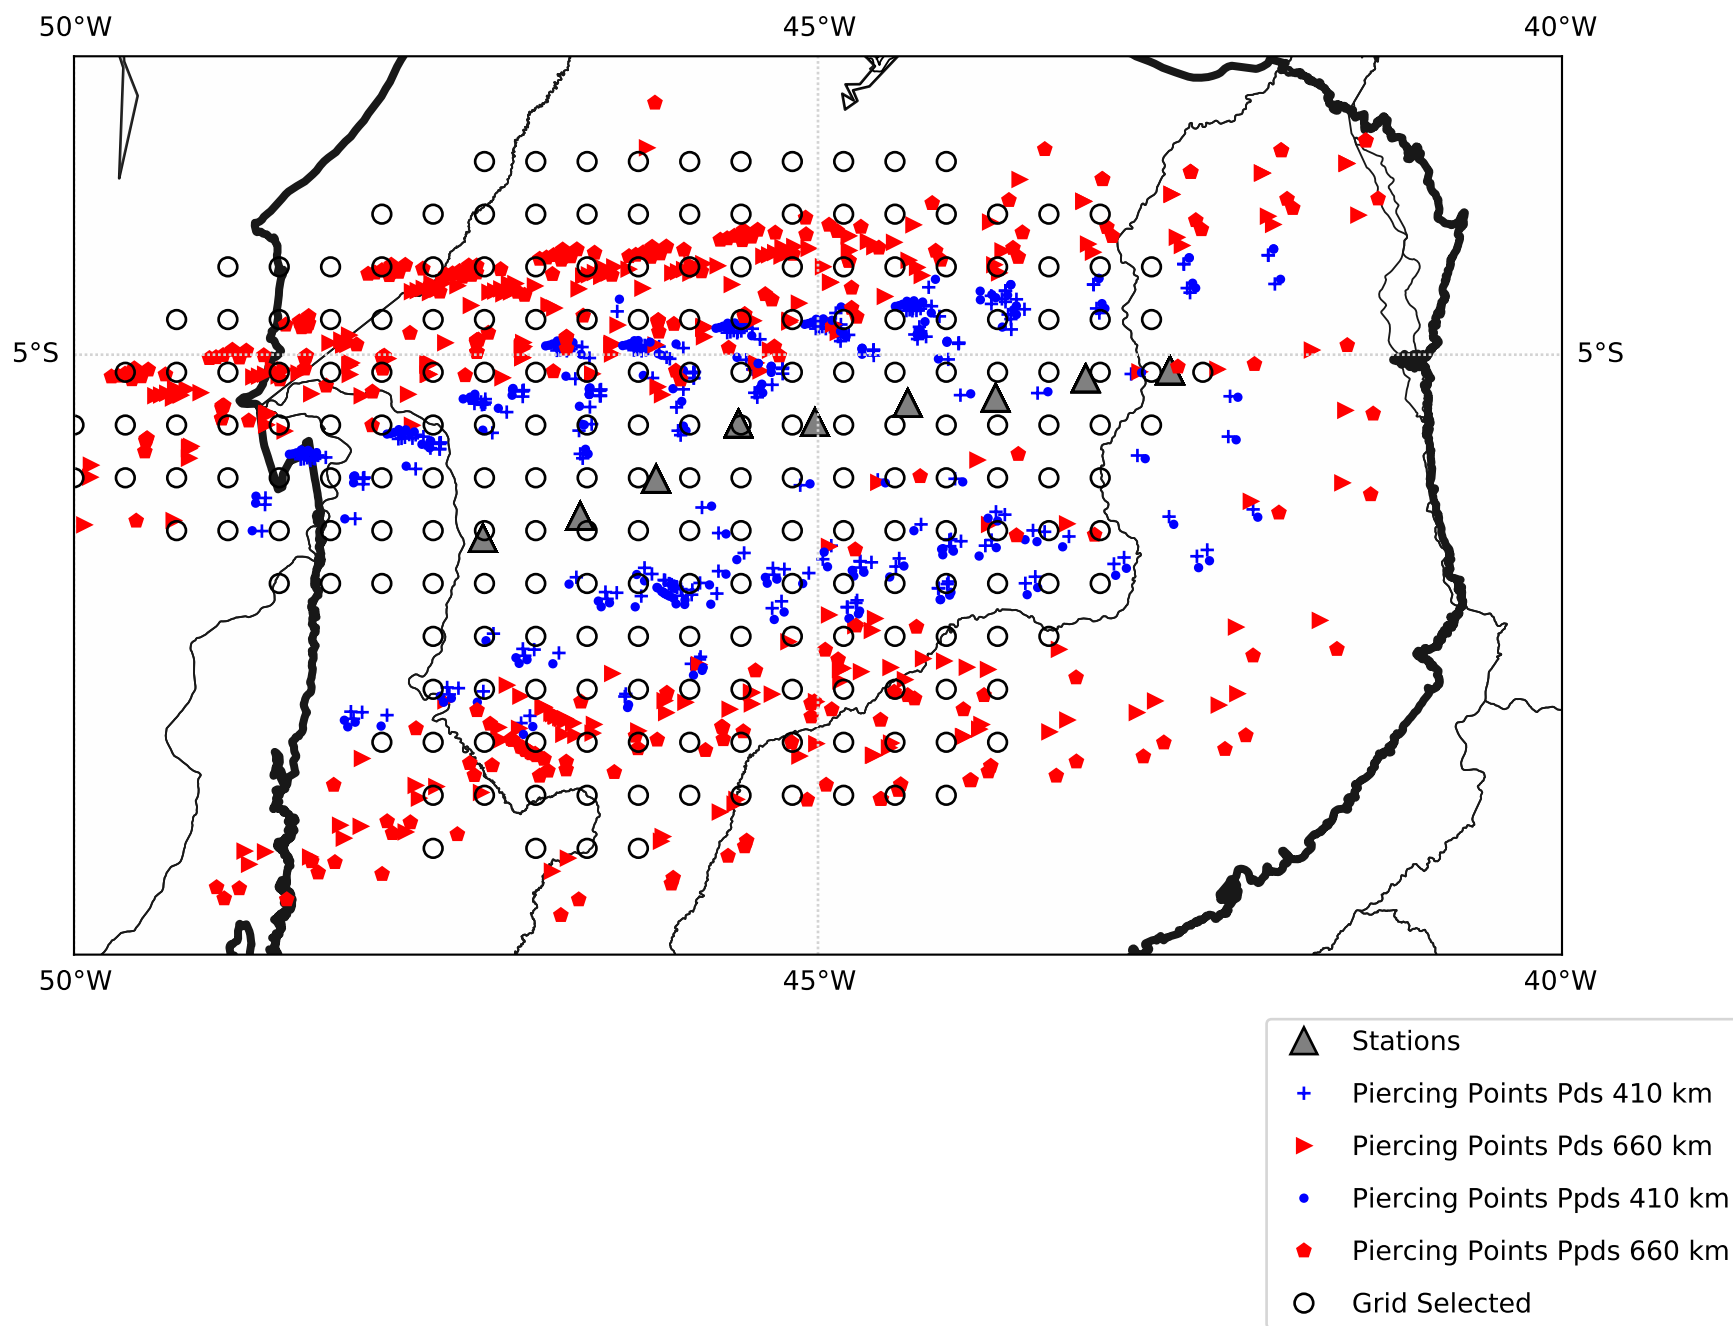 50°W 45°W 40°W
5°S 5°S
50°W 45°W 40°W
Stations
Piercing Points Pds 410 km
Piercing Points Pds 660 km
Piercing Points Ppds 410 km
Piercing Points Ppds 660 km
Grid Selected